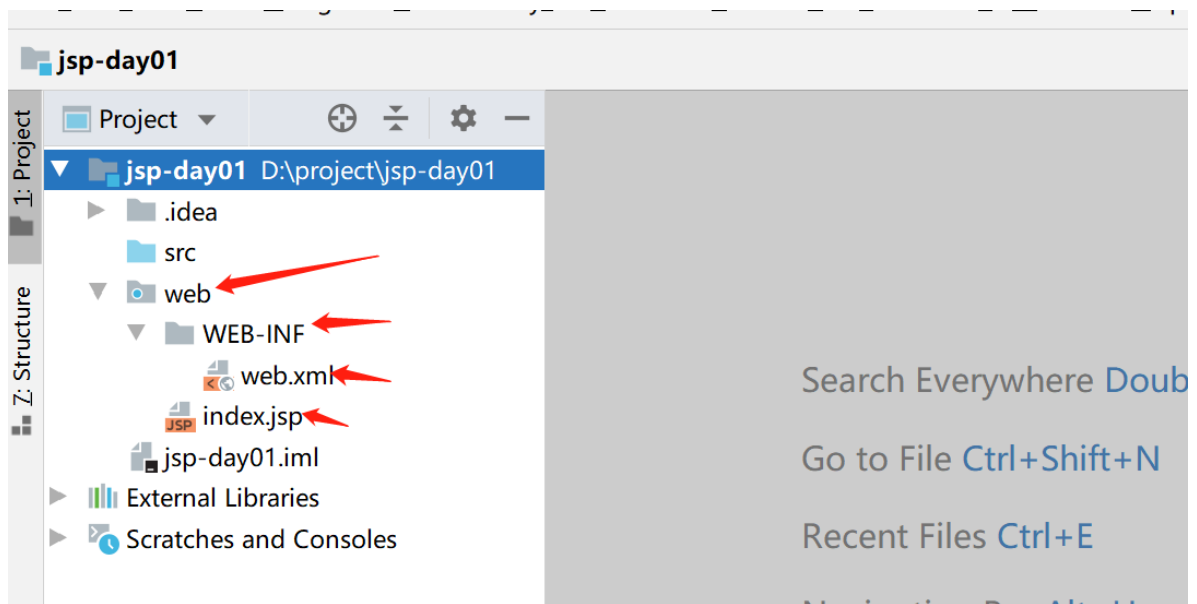 jsp-day01
1: Project
Project
jsp-day01 D:\project\jsp-day01
.idea
src
web
WEB-INF
web.xml
JSP index.jsp
jsp-day01.iml
External Libraries
Scratches and Consoles
Z: Structure
Search Everywhere Doub
Go to File Ctrl+Shift+N
Recent Files Ctrl+E